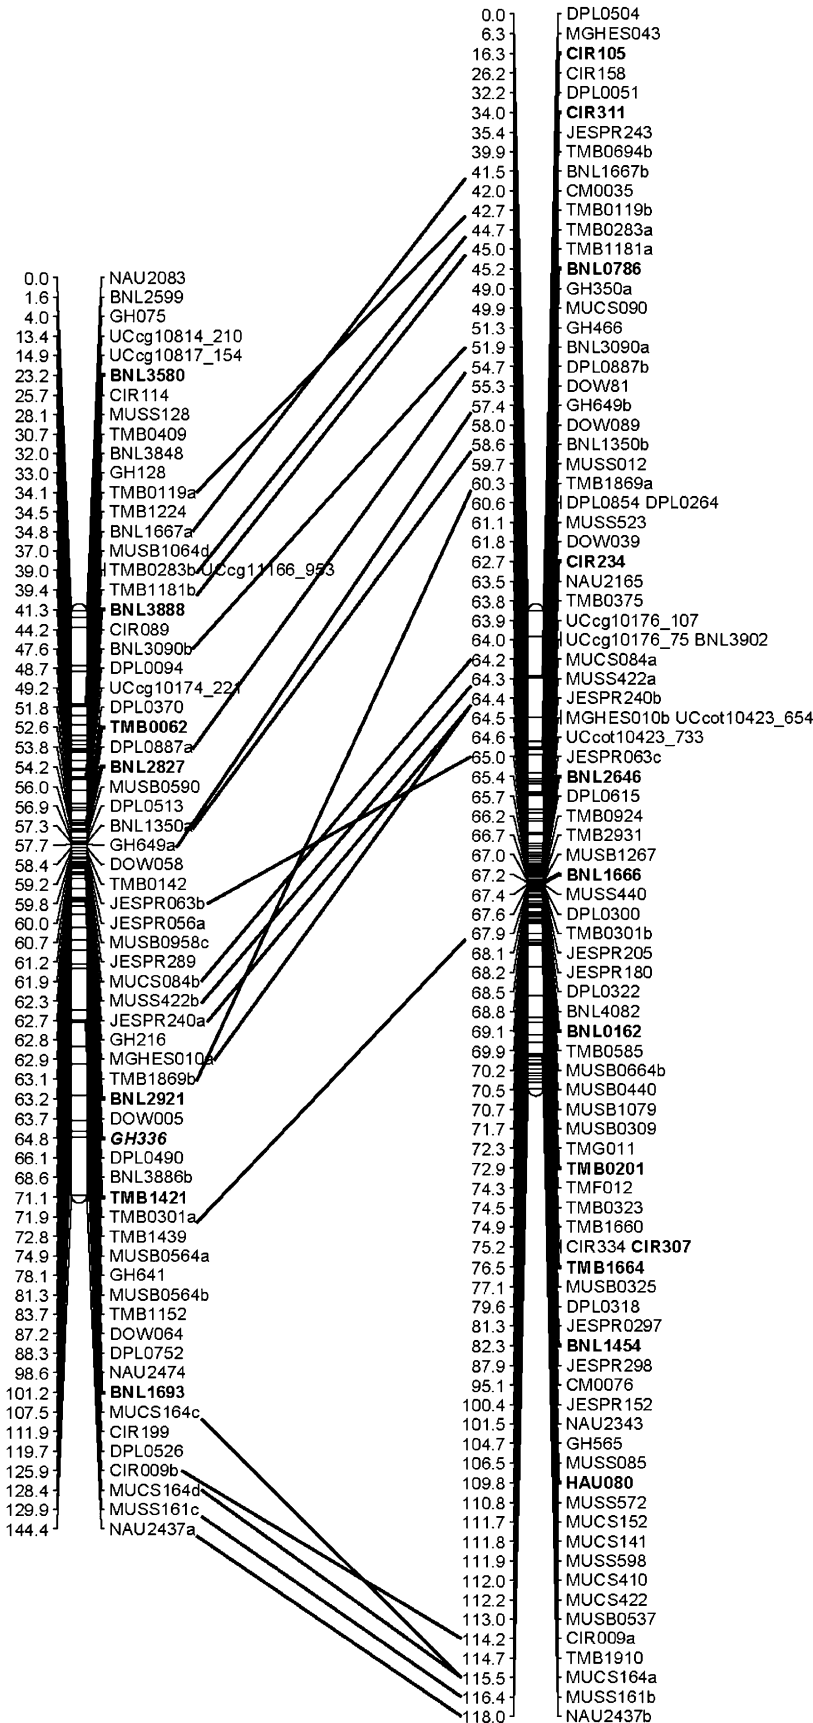 0.0 NAU2083
1.6 BNL2599
4.0 GH075
13.4 UCcg10814_210
14.9 UCcg10817_154
23.2 BNL3580
25.7 CIR114
28.1 MUSS128
30.7 TMB0409
32.0 BNL3848
33.0 GH128
34.1 TMB0119a
34.5 TMB1224
34.8 BNL1667a
37.0 MUSB1064d
39.0 TMB0283b UCcg11166_953
39.4 TMB1181b
41.3 BNL3888
44.2 CIR089
47.6 BNL3090b
48.7 DPL0094
49.2 UCcg10174_221
51.8 DPL0370
52.6 TMB0062
53.8 DPL0887a
54.2 BNL2827
56.0 MUSB0590
56.9 DPL0513
57.3 BNL1350a
57.7 GH649a
58.4 DOW058
59.2 TMB0142
59.8 JESPR063b
60.0 JESPR056a
60.7 MUSB0958c
61.2 JESPR289
61.9 MUCS084b
62.3 MUSS422b
62.7 JESPR240a
62.8 GH216
62.9 MGHES010a
63.1 TMB1869b
63.2 BNL2921
63.7 DOW005
64.8 GH336
66.1 DPL0490
68.6 BNL3886b
71.1 TMB1421
71.9 TMB0301a
72.8 TMB1439
74.9 MUSB0564a
78.1 GH641
81.3 MUSB0564b
83.7 TMB1152
87.2 DOW064
88.3 DPL0752
98.6 NAU2474
101.2 BNL1693
107.5 MUCS164c
111.9 CIR199
119.7 DPL0526
125.9 CIR009b
128.4 MUCS164d
129.9 MUSS161c
144.4 NAU2437a
0.0 DPL0504
6.3 MGHES043
16.3 CIR105
26.2 CIR158
32.2 DPL0051
34.0 CIR311
35.4 JESPR243
39.9 TMB0694b
41.5 BNL1667b
42.0 CM0035
42.7 TMB0119b
44.7 TMB0283a
45.0 TMB1181a
45.2 BNL0786
49.0 GH350a
49.9 MUCS090
51.3 GH466
51.9 BNL3090a
54.7 DPL0887b
55.3 DOW81
57.4 GH649b
58.0 DOW089
58.6 BNL1350b
59.7 MUSS012
60.3 TMB1869a
60.6 DPL0854 DPL0264
61.1 MUSS523
61.8 DOW039
62.7 CIR234
63.5 NAU2165
63.8 TMB0375
63.9 UCcg10176_107
64.0 UCcg10176_75 BNL3902
64.2 MUCS084a
64.3 MUSS422a
64.4 JESPR240b
64.5 MGHES010b UCcot10423_654
64.6 UCcot10423_733
65.0 JESPR063c
65.4 BNL2646
65.7 DPL0615
66.2 TMB0924
66.7 TMB2931
67.0 MUSB1267
67.2 BNL1666
67.4 MUSS440
67.6 DPL0300
67.9 TMB0301b
68.1 JESPR205
68.2 JESPR180
68.5 DPL0322
68.8 BNL4082
69.1 BNL0162
69.9 TMB0585
70.2 MUSB0664b
70.5 MUSB0440
70.7 MUSB1079
71.7 MUSB0309
72.3 TMG011
72.9 TMB0201
74.3 TMF012
74.5 TMB0323
74.9 TMB1660
75.2 CIR334 CIR307
76.5 TMB1664
77.1 MUSB0325
79.6 DPL0318
81.3 JESPR0297
82.3 BNL1454
87.9 JESPR298
95.1 CM0076
100.4 JESPR152
101.5 NAU2343
104.7 GH565
106.5 MUSS085
109.8 HAU080
110.8 MUSS572
111.7 MUCS152
111.8 MUCS141
111.9 MUSS598
112.0 MUCS410
112.2 MUCS422
113.0 MUSB0537
114.2 CIR009a
114.7 TMB1910
115.5 MUCS164a
116.4 MUSS161b
118.0 NAU2437b